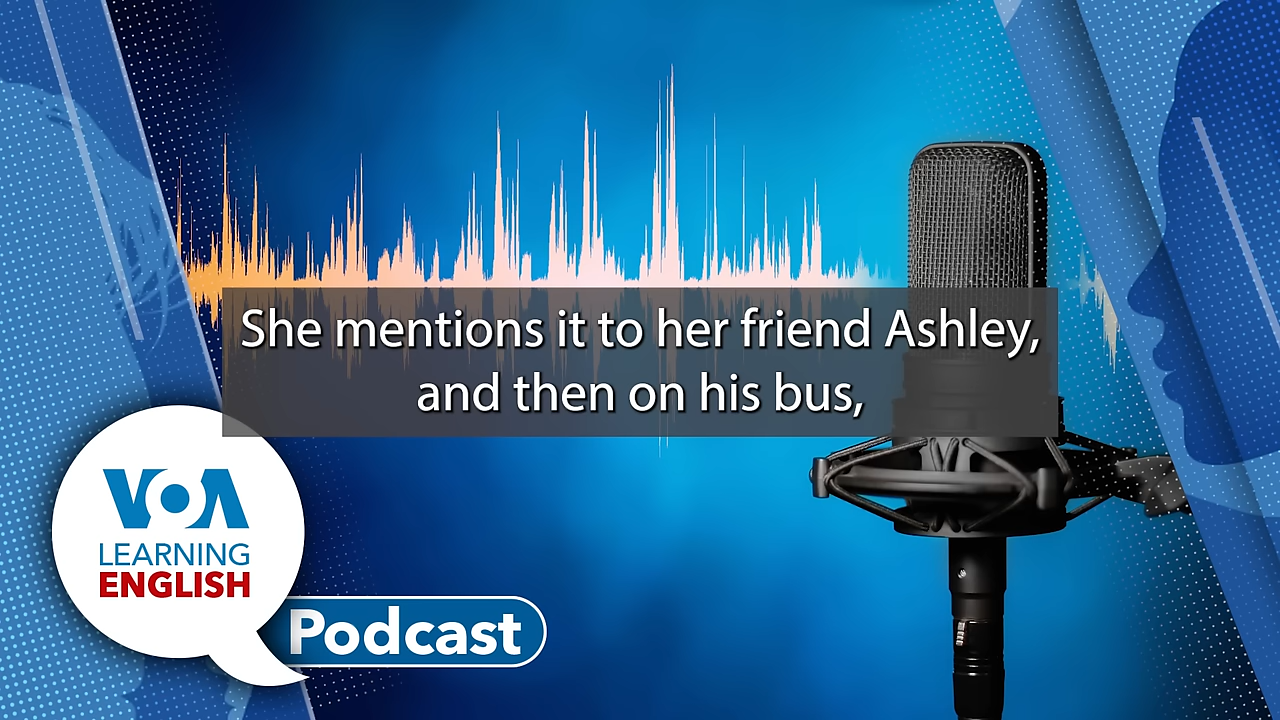 She mentions it to her friend Ashley,
and then on his bus,
VOA
LEARNING
ENGLISH
Podcast